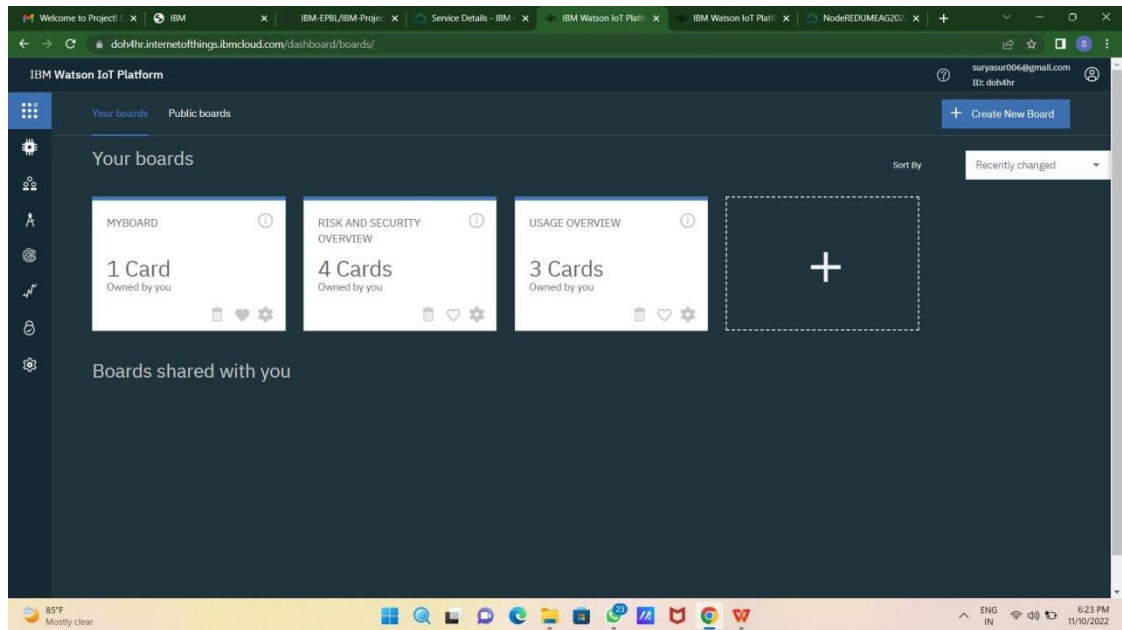 Welcome to Project!
IBM
IBM-EPBL/IBM-Projec
Service Details - IBM
IBM Watson IoT Platf
IBM Watson IoT Platf
NodeREDUMEAG202
doh4hr.internetofthings.ibmcloud.com/dashboard/boards/
S
IBM Watson IoT Platform
suryasur006@gmail.com
ID: doh4hr
Your boards Public boards
+ Create New Board
Your boards
Sort By
Recently changed
MYBOARD
1 Card
Owned by you
RISK AND SECURITY
OVERVIEW
4 Cards
Owned by you
USAGE OVERVIEW
3 Cards
Owned by you
Boards shared with you
85°F
Mostly clear
23
ENG
IN
6:23 PM
11/10/2022